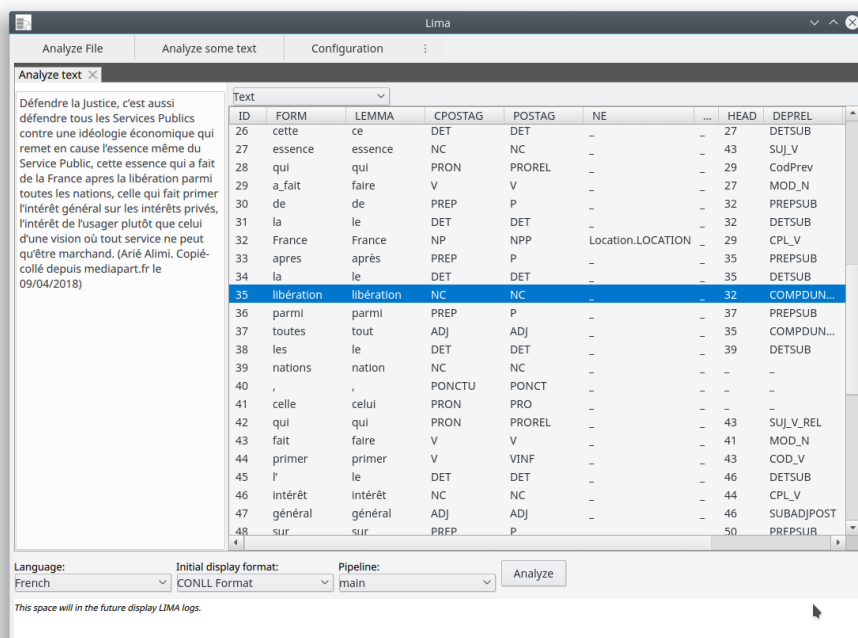 Lima
Analyze File Analyze some text Configuration
Analyze text
Défendre la Justice, c'est aussi
défendre tous les Services Publics
contre une idéologie économique qui
remet en cause l'essence même du
Service Public, cette essence qui a fait
de la France apres la libération parmi
toutes les nations, celle qui fait primer
l'intérêt général sur les intérêts privés,
l'intérêt de l'usager plutôt que celui
d'une vision où tout service ne peut
qu'être marchand. (Arié Alimi. Copié-
collé depuis mediapart.fr le
09/04/2018)
Text
ID FORM LEMMA CPOSTAG POSTAG NE ... HEAD DEPREL
26 cette ce DET DET _ _ 27 DETSUB
27 essence essence NC NC _ _ 43 SUJ_V
28 qui qui PRON PROREL _ _ 29 CodPrev
29 a_fait faire V V _ _ 27 MOD_N
30 de de PREP P _ _ 32 PREPSUB
31 la le DET DET _ _ 32 DETSUB
32 France France NP NPP Location.LOCATION _ 29 CPL_V
33 apres après PREP P _ _ 35 PREPSUB
34 la le DET DET _ _ 35 DETSUB
35 libération libération NC NC _ _ 32 COMPDUN...
36 parmi parmi PREP P _ _ 37 PREPSUB
37 toutes tout ADJ ADJ _ _ 35 COMPDUN...
38 les le DET DET _ _ 39 DETSUB
39 nations nation NC NC _ _ _ _
40 , , PONCTU PONCT _ _ _ _
41 celle celui PRON PRO _ _ _ _
42 qui qui PRON PROREL _ _ 43 SUJ_V_REL
43 fait faire V V _ _ 41 MOD_N
44 primer primer V VINF _ _ 43 COD_V
45 l' le DET DET _ _ 46 DETSUB
46 intérêt intérêt NC NC _ _ 44 CPL_V
47 général général ADJ ADJ _ _ 46 SUBADJPOST
48 sur sur PREP P _ _ 50 PREPSUB
Language: Initial display format: Pipeline:
French CONLL Format main Analyze
This space will in the future display LIMA logs.